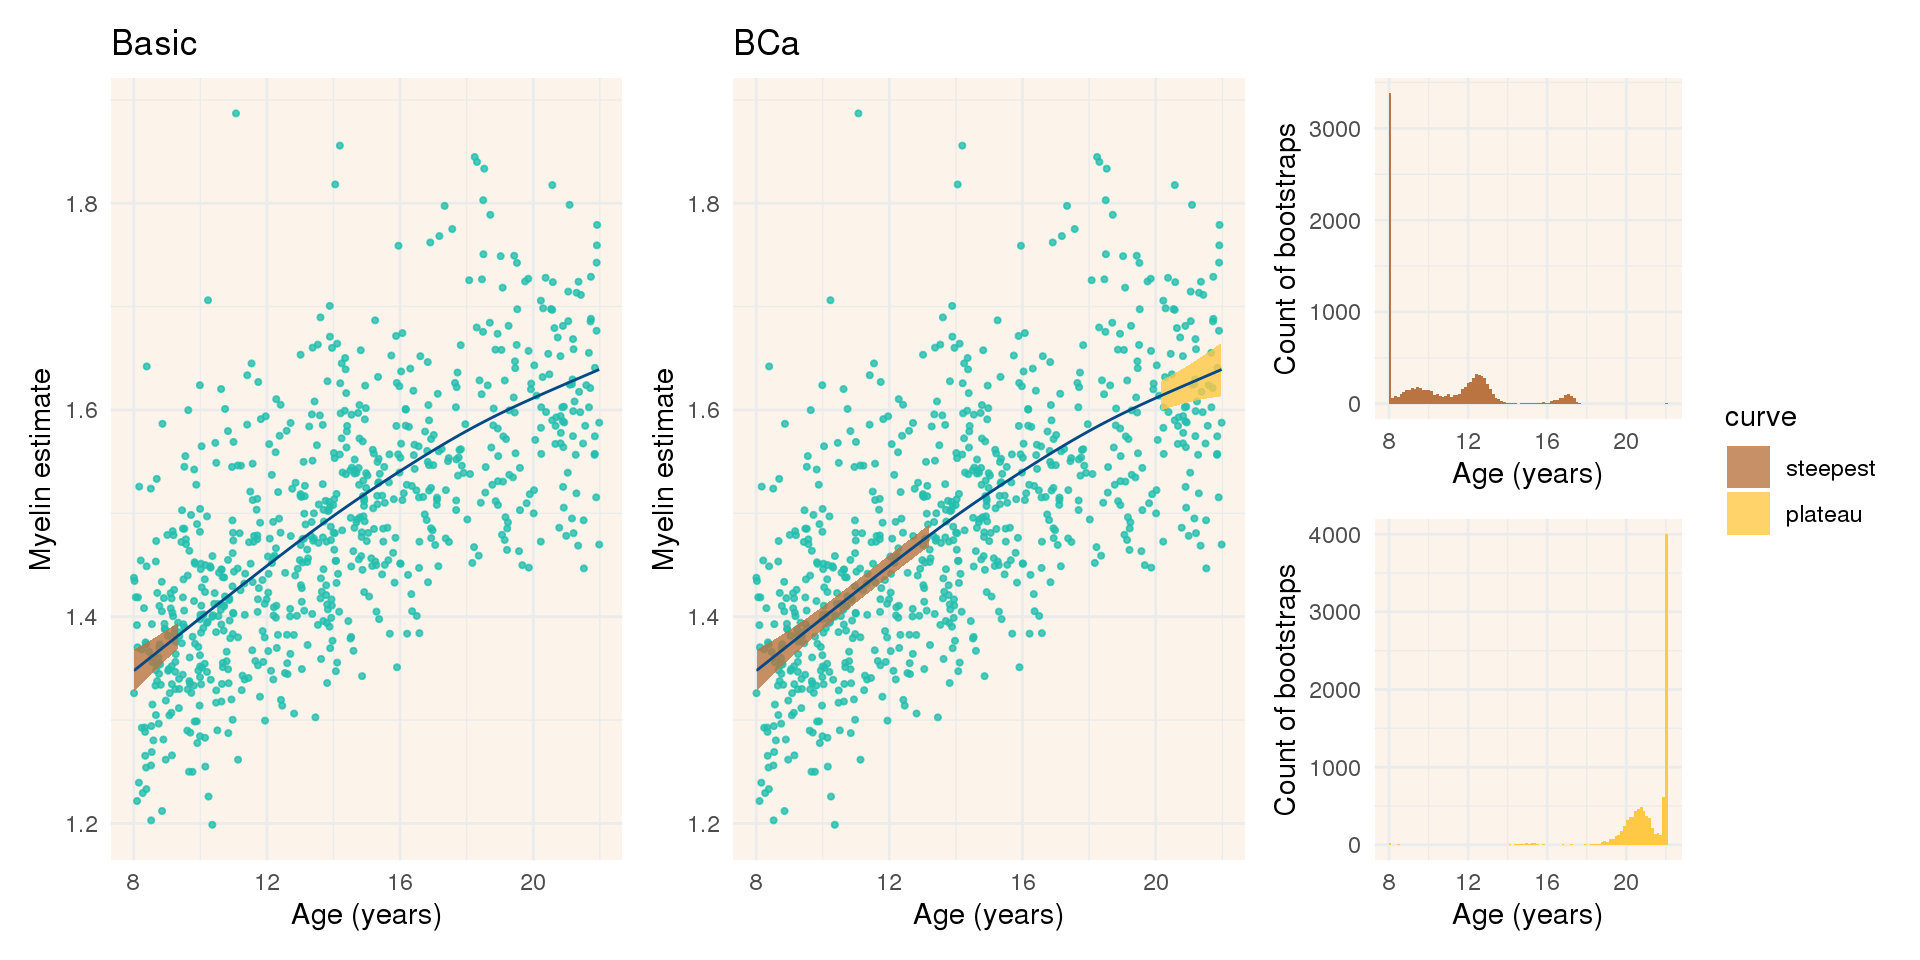 Basic
Myelin estimate
1.8
1.6
1.4
1.2
8 12 16 20
Age (years)
BCa
Myelin estimate
1.8
1.6
1.4
1.2
8 12 16 20
Age (years)
Count of bootstraps
3000
2000
1000
0
8 12 16 20
Age (years)
Count of bootstraps
4000
3000
2000
1000
0
8 12 16 20
Age (years)
curve
steepest
plateau